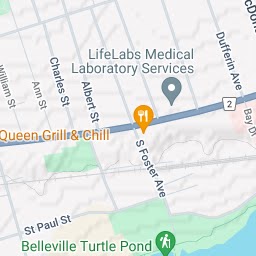 LifeLabs Medical
Laboratory Services
Dufferin Ave
William St
Ann St
Charles St
Albert St
2
Queen Grill & Chill
S Foster Ave
St Paul St
Belleville Turtle Pond